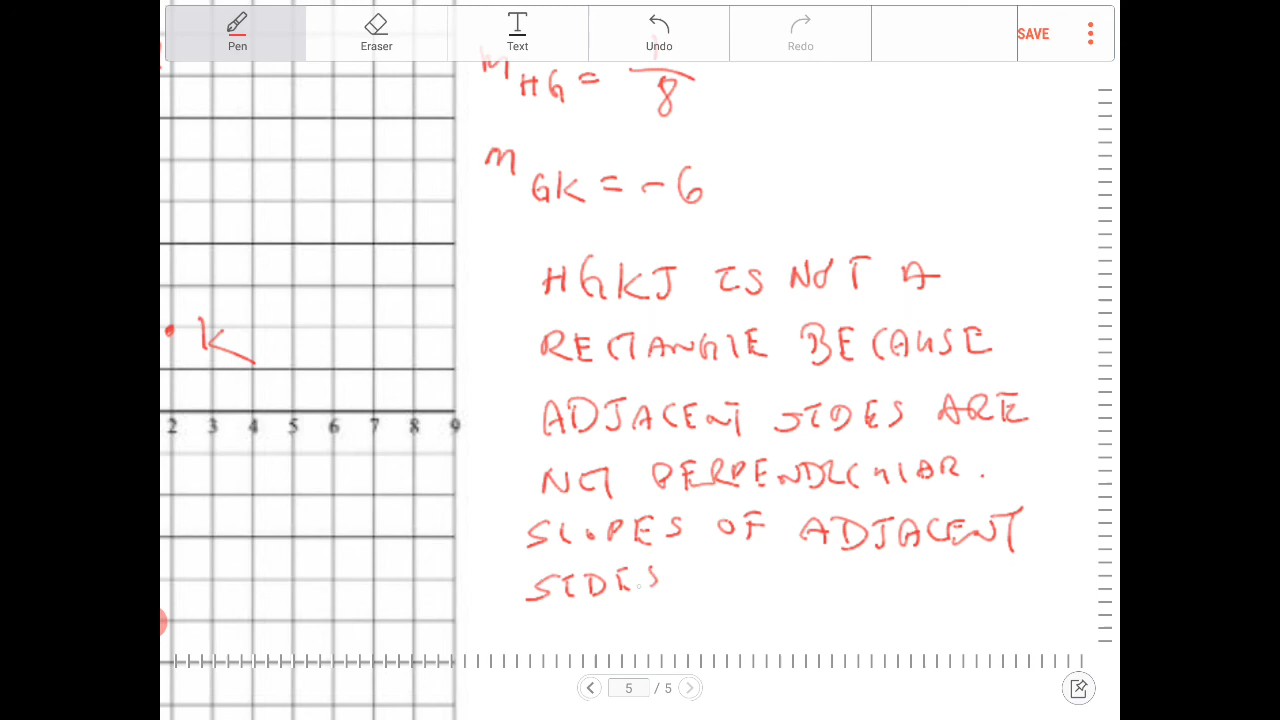 Pen Eraser Text Undo Redo SAVE
m HG = 1/8
m GK = -6
HGKJ IS NOT A
RECTANGLE BECAUSE
ADJACENT SIDES ARE
NOT PERPENDICULAR.
SLOPES OF ADJACENT
SIDES
K
2 3 4 5 6 7 8 9
5 / 5